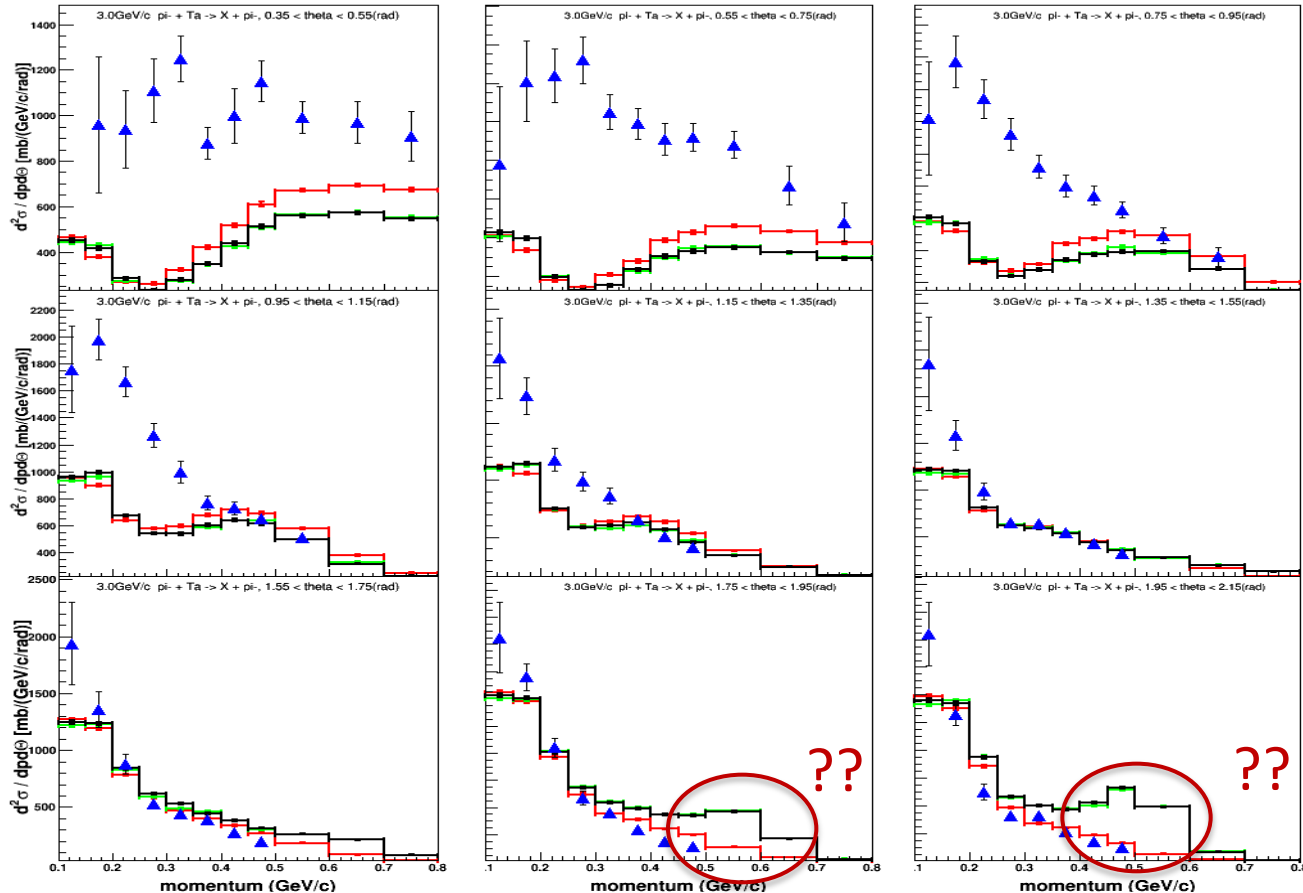 3.0GeV/c pi- + Ta -> X + pi-, 0.35 < theta < 0.55(rad)
3.0GeV/c pi- + Ta -> X + pi-, 0.55 < theta < 0.75(rad)
3.0GeV/c pi- + Ta -> X + pi-, 0.75 < theta < 0.95(rad)
d²σ / dpdΘ [mb/(GeV/c/rad)]
1400
1200
1000
800
600
400
3.0GeV/c pi- + Ta -> X + pi-, 0.95 < theta < 1.15(rad)
3.0GeV/c pi- + Ta -> X + pi-, 1.15 < theta < 1.35(rad)
3.0GeV/c pi- + Ta -> X + pi-, 1.35 < theta < 1.55(rad)
d²σ / dpdΘ [mb/(GeV/c/rad)]
2200
2000
1800
1600
1400
1200
1000
800
600
400
3.0GeV/c pi- + Ta -> X + pi-, 1.55 < theta < 1.75(rad)
3.0GeV/c pi- + Ta -> X + pi-, 1.75 < theta < 1.95(rad)
3.0GeV/c pi- + Ta -> X + pi-, 1.95 < theta < 2.15(rad)
d²σ / dpdΘ [mb/(GeV/c/rad)]
2500
2000
1500
1000
500
??
??
0.1 0.2 0.3 0.4 0.5 0.6 0.7 0.8
0.2 0.3 0.4 0.5 0.6 0.7 0.8
0.2 0.3 0.4 0.5 0.6 0.7 0.8
momentum (GeV/c)
momentum (GeV/c)
momentum (GeV/c)